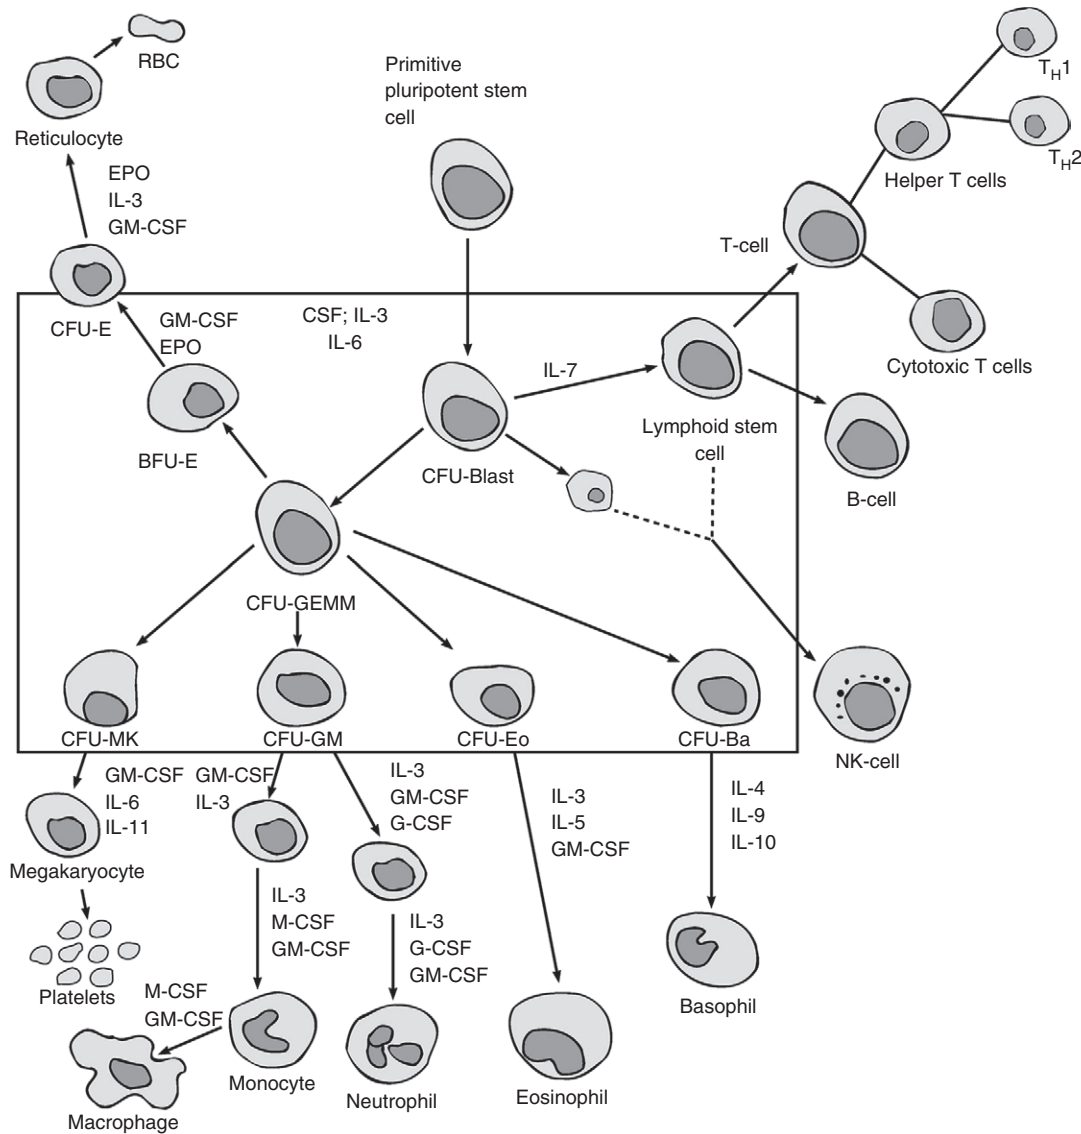 RBC
Primitive
pluripotent stem
cell
T_H1
T_H2
Reticulocyte
Helper T cells
EPO
IL-3
GM-CSF
T-cell
CFU-E
GM-CSF
EPO
CSF; IL-3
IL-6
IL-7
Cytotoxic T cells
Lymphoid stem
cell
BFU-E
CFU-Blast
B-cell
CFU-GEMM
CFU-MK
CFU-GM
CFU-Eo
CFU-Ba
NK-cell
GM-CSF
IL-6
IL-11
GM-CSF
IL-3
IL-3
GM-CSF
G-CSF
IL-3
IL-5
GM-CSF
IL-4
IL-9
IL-10
Megakaryocyte
IL-3
M-CSF
GM-CSF
IL-3
G-CSF
GM-CSF
Platelets
M-CSF
GM-CSF
Basophil
Monocyte
Neutrophil
Eosinophil
Macrophage